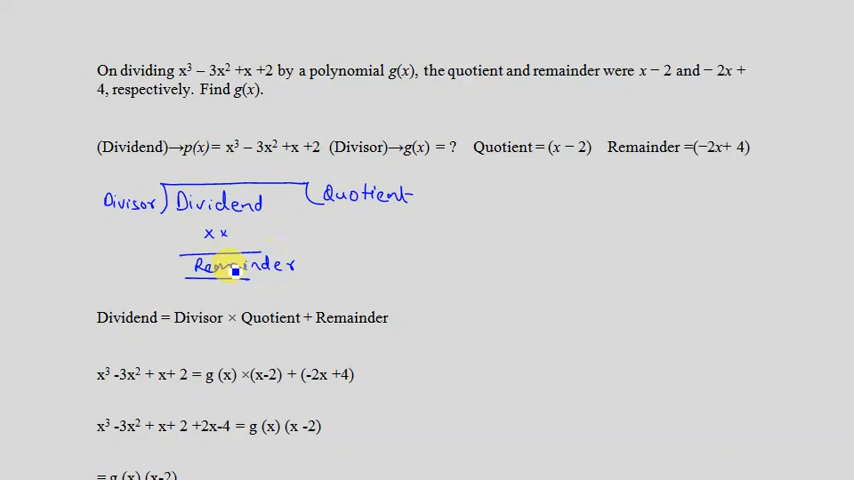 On dividing x³ – 3x² +x +2 by a polynomial g(x), the quotient and remainder were x − 2 and − 2x +
4, respectively. Find g(x).
(Dividend)→p(x)= x³ – 3x² +x +2 (Divisor)→g(x) = ? Quotient = (x − 2) Remainder =(−2x+ 4)
Divisor) Dividend ( Quotient
x x
Remainder
Dividend = Divisor × Quotient + Remainder
x³ -3x² + x+ 2 = g (x) ×(x-2) + (-2x +4)
x³ -3x² + x+ 2 +2x-4 = g (x) (x -2)
= g (x) (x-2)